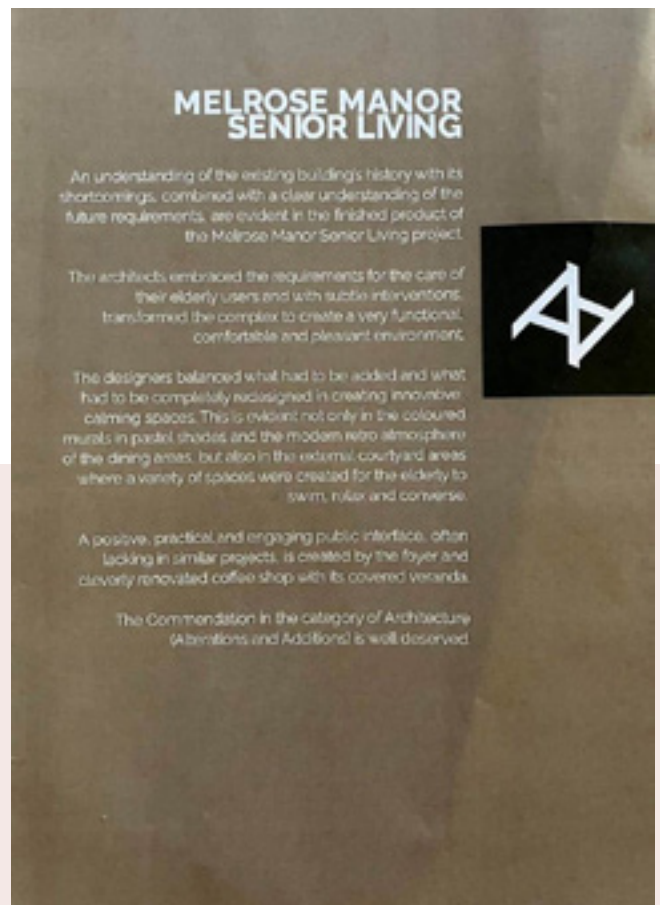 MELROSE MANOR
SENIOR LIVING
An understanding of the existing building's history with its
shortcomings, combined with a clear understanding of the
future requirements, are evident in the finished product of
the Melrose Manor Senior Living project.
The architects embraced the requirements for the care of
their elderly users and with subtle interventions,
transformed the complex to create a very functional,
comfortable and pleasant environment.
The designers balanced what had to be added and what
had to be completely redesigned in creating innovative
calming spaces. This is evident not only in the coloured
murals in pastel shades and the modern retro atmosphere
of the dining areas, but also in the external courtyard areas
where a variety of spaces were created for the elderly to
swim, relax and converse.
A positive, practical and engaging public interface, often
lacking in similar projects, is created by the foyer and
cleverly renovated coffee shop with its covered veranda.
The Commendation in the category of Architecture
(Alterations and Additions) is well deserved.